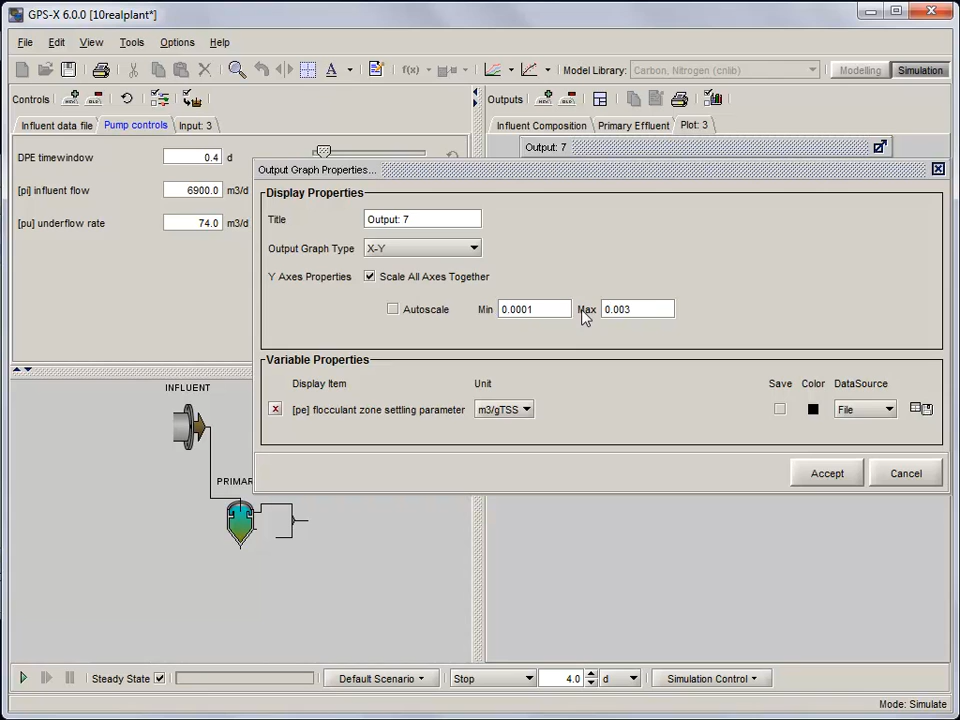 GPS-X 6.0.0 [10realplant*]
File Edit View Tools Options Help
A f(x) Model Library: Carbon, Nitrogen (cnlib) Modelling Simulation
Controls Outputs
Influent data file Pump controls Input: 3 Influent Composition Primary Effluent Plot: 3
DPE timewindow 0.4 d Output: 7
Output Graph Properties...
[pi] influent flow 6900.0 m3/d
[pu] underflow rate 74.0 m3/d
Display Properties
Title Output: 7
Output Graph Type X-Y
Y Axes Properties Scale All Axes Together
Autoscale Min 0.0001 Max 0.003
Variable Properties
Display Item Unit Save Color DataSource
x [pe] flocculant zone settling parameter m3/gTSS File
Accept Cancel
INFLUENT
PRIMAR
Steady State Default Scenario Stop 4.0 d Simulation Control
Mode: Simulate